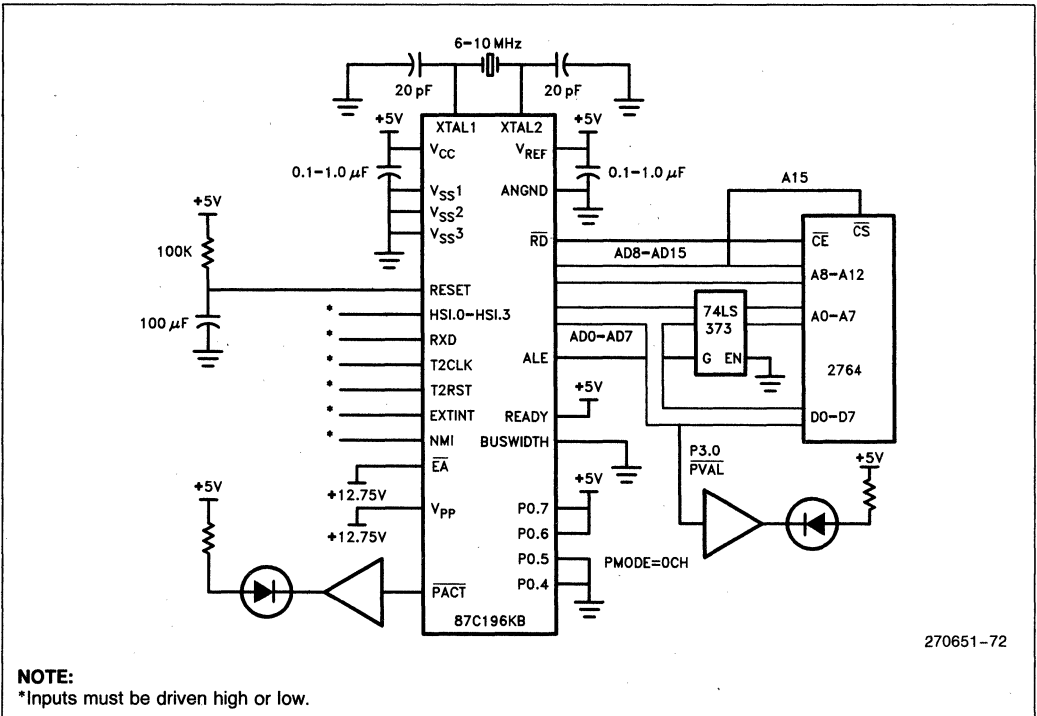 6-10 MHz
20 pF
20 pF
+5V
XTAL1
XTAL2
+5V
VCC
VREF
0.1-1.0 μF
0.1-1.0 μF
VSS1
ANGND
A15
+5V
VSS2
VSS3
RD
CE
CS
100K
AD8-AD15
A8-A12
RESET
100 μF
* HSI.0-HSI.3
74LS
373
A0-A7
* RXD
AD0-AD7
* T2CLK
ALE
G EN
2764
* T2RST
+5V
* EXTINT
READY
D0-D7
* NMI
BUSWIDTH
EA
P3.0
PVAL
+5V
+5V
+12.75V
+5V
VPP
P0.7
+12.75V
P0.6
P0.5
PMODE=0CH
P0.4
PACT
87C196KB
270651-72
NOTE:
*Inputs must be driven high or low.